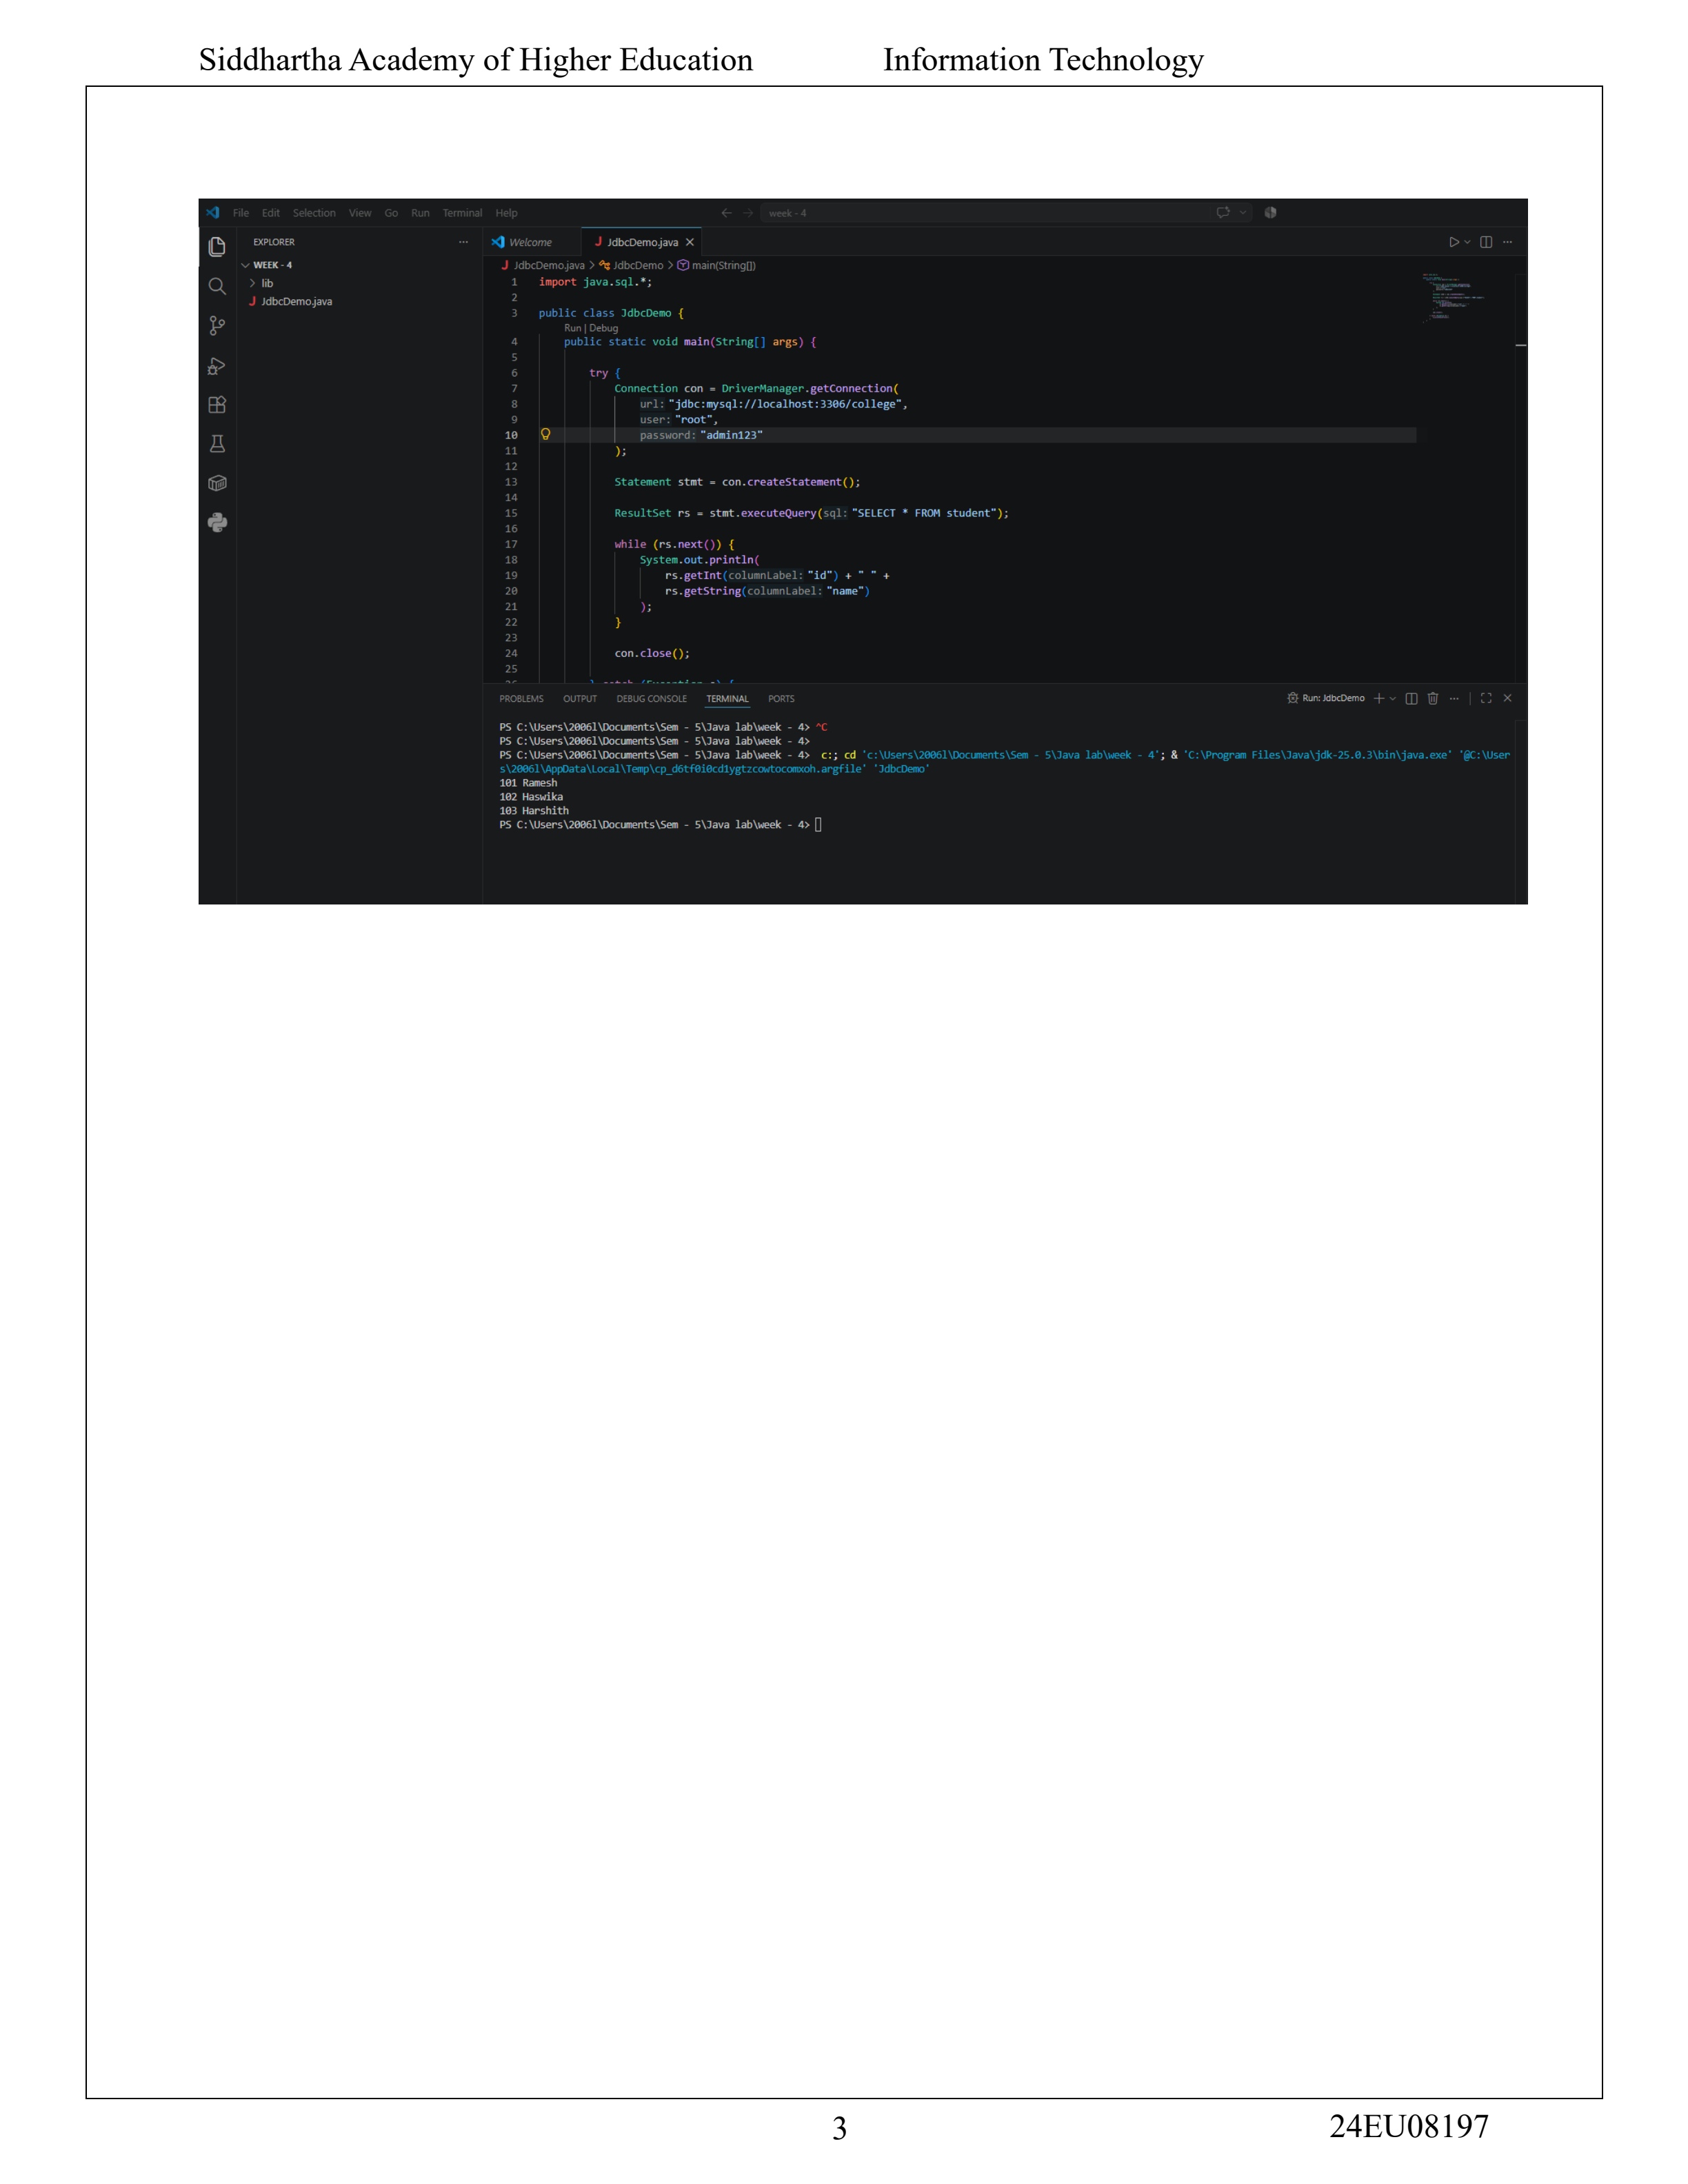 Siddhartha Academy of Higher Education Information Technology
File Edit Selection View Go Run Terminal Help week - 4
EXPLORER ...
WEEK - 4
lib
J JdbcDemo.java
Welcome J JdbcDemo.java
J JdbcDemo.java > JdbcDemo > main(String[])
1 import java.sql.*;
2
3 public class JdbcDemo {
Run | Debug
4 public static void main(String[] args) {
5
6 try {
7 Connection con = DriverManager.getConnection(
8 url: "jdbc:mysql://localhost:3306/college",
9 user: "root",
10 password: "admin123"
11 );
12
13 Statement stmt = con.createStatement();
14
15 ResultSet rs = stmt.executeQuery(sql: "SELECT * FROM student");
16
17 while (rs.next()) {
18 System.out.println(
19 rs.getInt(columnLabel: "id") + " " +
20 rs.getString(columnLabel: "name")
21 );
22 }
23
24 con.close();
25
PROBLEMS OUTPUT DEBUG CONSOLE TERMINAL PORTS Run: JdbcDemo
PS C:\Users\2006l\Documents\Sem - 5\Java lab\week - 4> ^C
PS C:\Users\2006l\Documents\Sem - 5\Java lab\week - 4>
PS C:\Users\2006l\Documents\Sem - 5\Java lab\week - 4> c:; cd 'c:\Users\2006l\Documents\Sem - 5\Java lab\week - 4'; & 'C:\Program Files\Java\jdk-25.0.3\bin\java.exe' '@C:\User
s\2006l\AppData\Local\Temp\cp_d6tf0i0cd1ygtzcowtocomxoh.argfile' 'JdbcDemo'
101 Ramesh
102 Haswika
103 Harshith
PS C:\Users\2006l\Documents\Sem - 5\Java lab\week - 4>
3 24EU08197